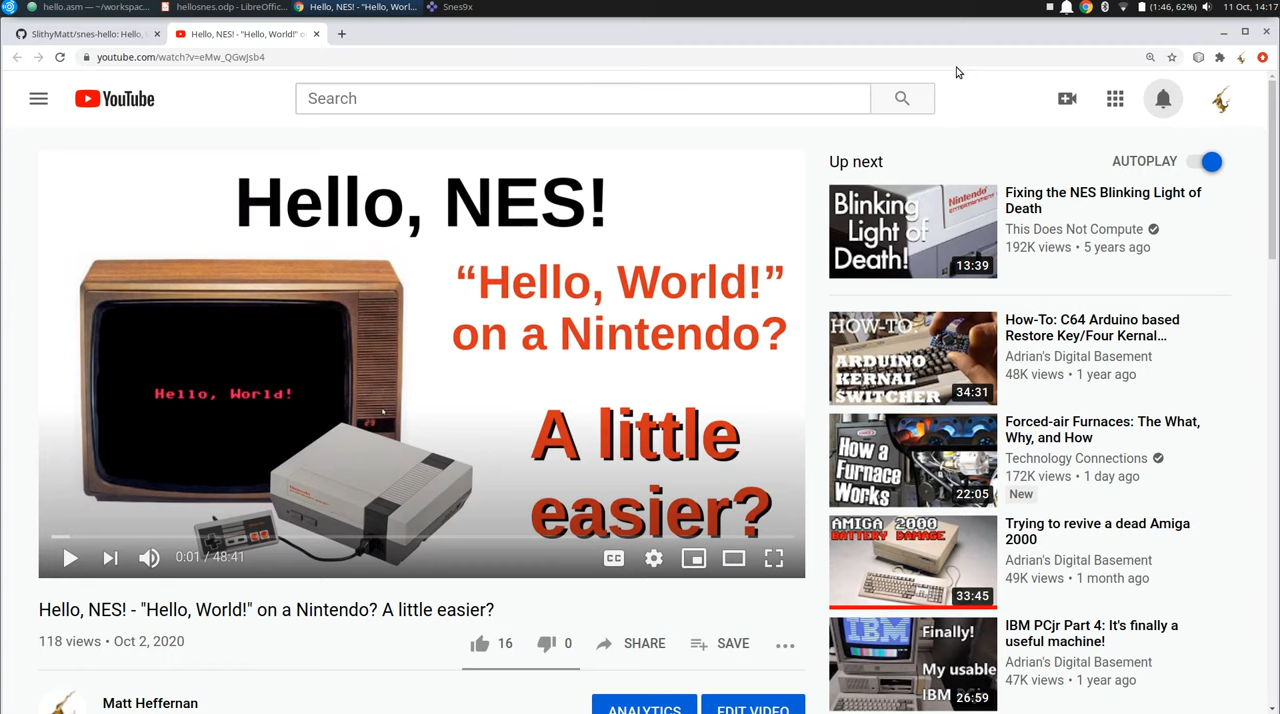 hello.asm — ~/workspac...
hellosnes.odp - LibreOffic...
Hello, NES! - "Hello, Worl...
Snes9x
(1:46, 62%)
11 Oct, 14:17
SlithyMatt/snes-hello: Hello,
Hello, NES! - "Hello, World!" o
youtube.com/watch?v=eMw_QGwJsb4
YouTube
Search
Hello, NES!
"Hello, World!"
on a Nintendo?
Hello, World!
A little
easier?
0:01 / 48:41
CC
Hello, NES! - "Hello, World!" on a Nintendo? A little easier?
118 views • Oct 2, 2020
16
0
SHARE
SAVE
Matt Heffernan
ANALYTICS
EDIT VIDEO
Up next
AUTOPLAY
Blinking
Light of
Death!
Nintendo
13:39
Fixing the NES Blinking Light of
Death
This Does Not Compute
192K views • 5 years ago
HOW-TO:
ARDUINO
KERNAL
SWITCHER
34:31
How-To: C64 Arduino based
Restore Key/Four Kernal...
Adrian's Digital Basement
48K views • 1 year ago
How a
Furnace
Works
22:05
Forced-air Furnaces: The What,
Why, and How
Technology Connections
172K views • 1 day ago
New
AMIGA 2000
BATTERY DAMAGE
33:45
Trying to revive a dead Amiga
2000
Adrian's Digital Basement
49K views • 1 month ago
IBM
Finally!
My usable
IBM PCjr
26:59
IBM PCjr Part 4: It's finally a
useful machine!
Adrian's Digital Basement
47K views • 1 year ago